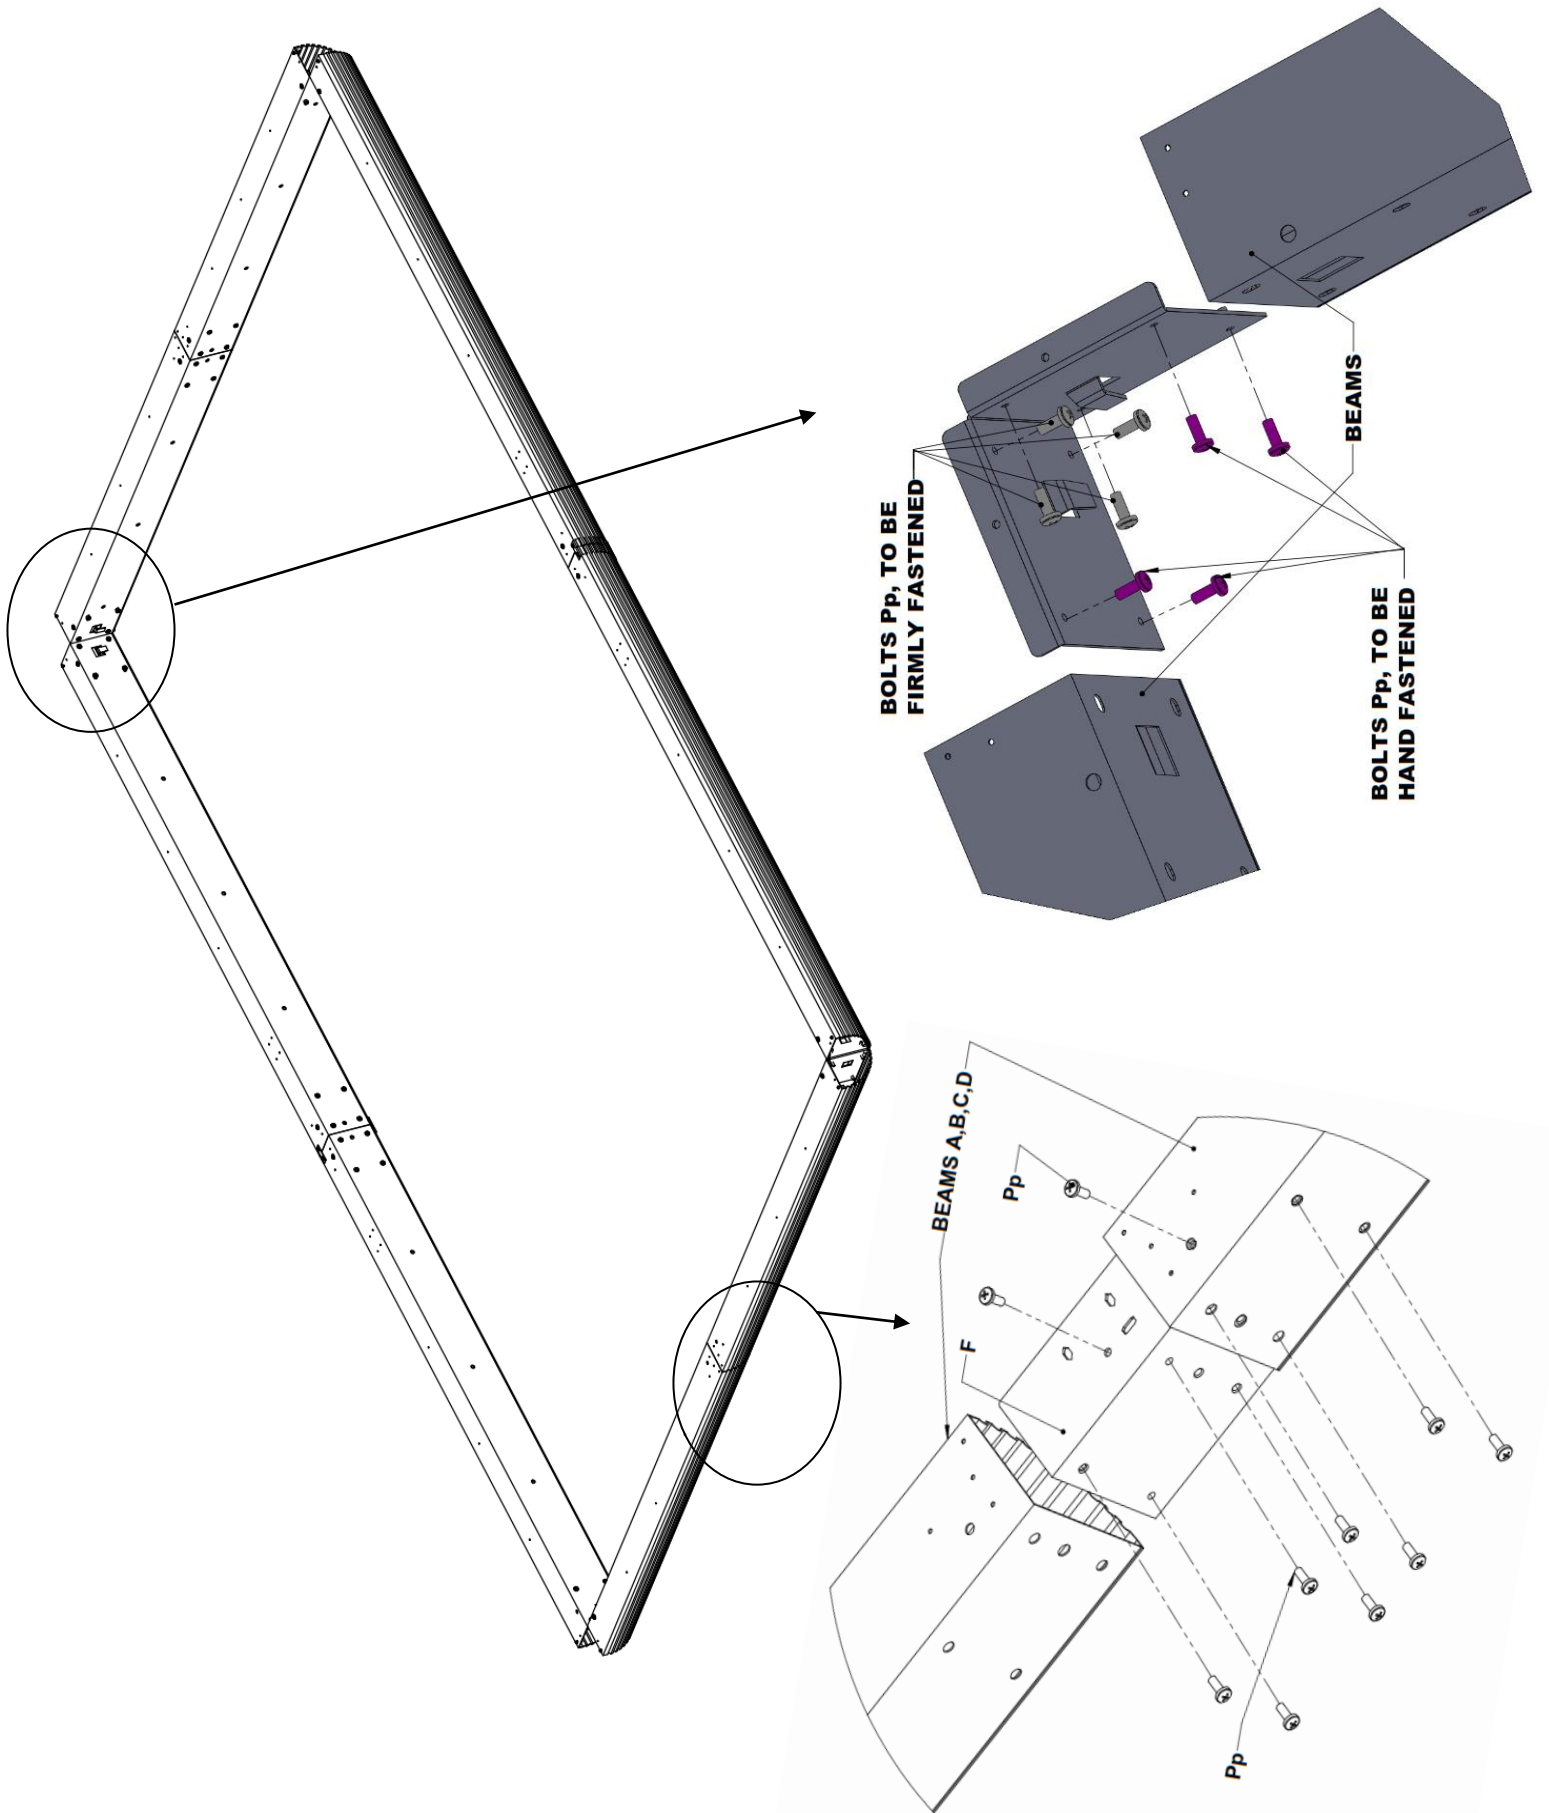 BOLTS Pp, TO BE
FIRMLY FASTENED
BEAMS
BOLTS Pp, TO BE
HAND FASTENED
BEAMS A,B,C,D
Pp
F
Pp